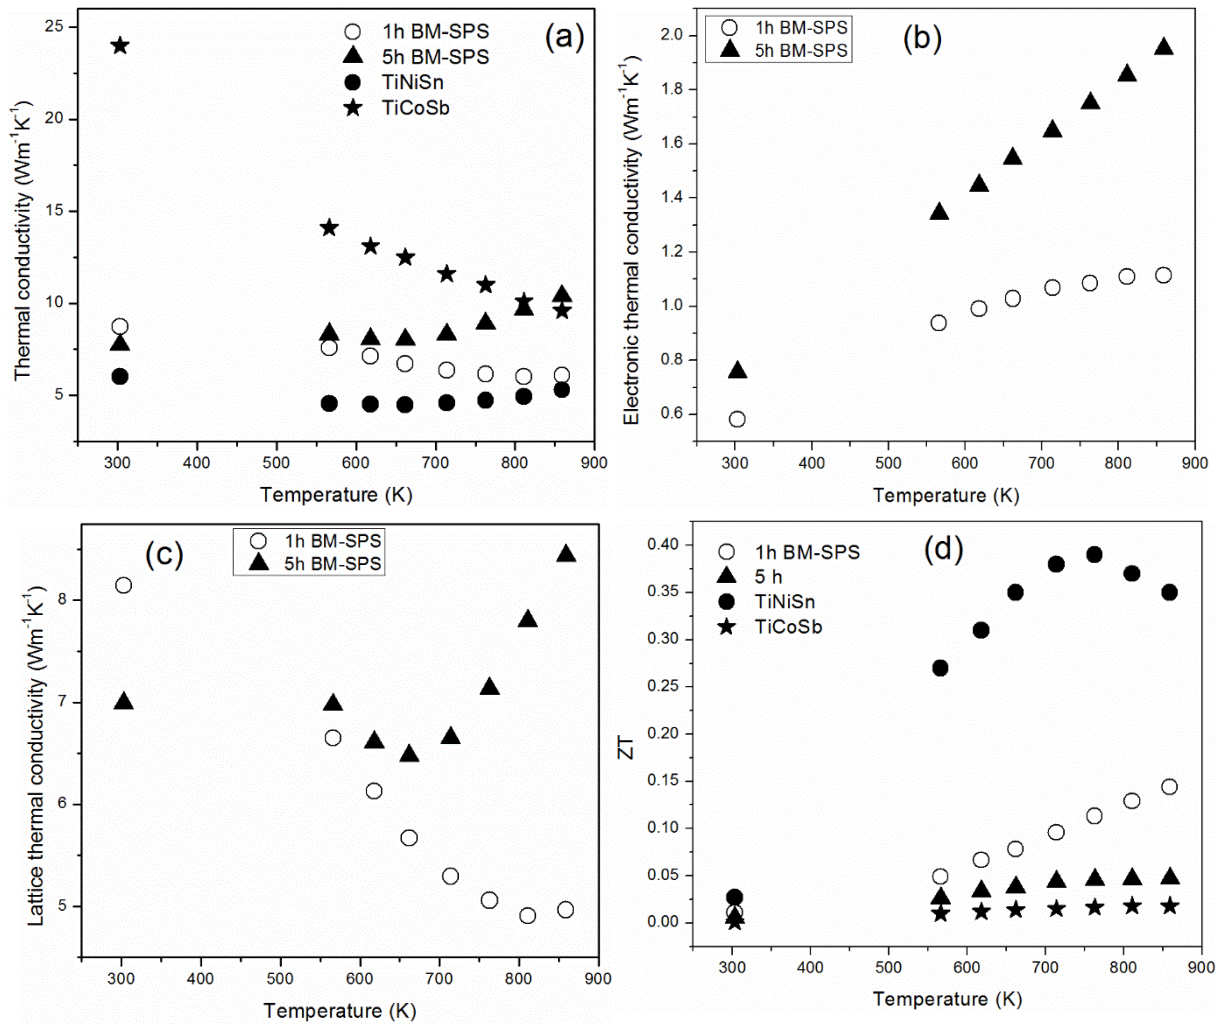 (a)
1h BM-SPS
5h BM-SPS
TiNiSn
TiCoSb
25
20
15
10
5
Thermal conductivity (Wm⁻¹K⁻¹)
300 400 500 600 700 800 900
Temperature (K)
(b)
1h BM-SPS
5h BM-SPS
2.0
1.8
1.6
1.4
1.2
1.0
0.8
0.6
Electronic thermal conductivity (Wm⁻¹K⁻¹)
300 400 500 600 700 800 900
Temperature (K)
(c)
1h BM-SPS
5h BM-SPS
8
7
6
5
Lattice thermal conductivity (Wm⁻¹K⁻¹)
300 400 500 600 700 800 900
Temperature (K)
(d)
1h BM-SPS
5 h
TiNiSn
TiCoSb
0.40
0.35
0.30
0.25
0.20
0.15
0.10
0.05
0.00
ZT
300 400 500 600 700 800 900
Temperature (K)